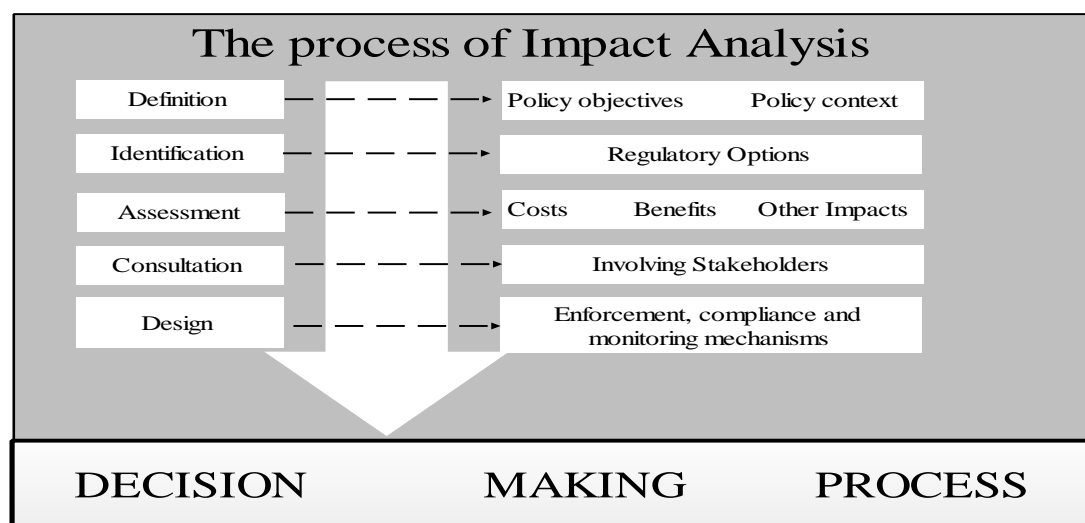 The process of Impact Analysis
Definition
Policy objectives Policy context
Identification
Regulatory Options
Assessment
Costs Benefits Other Impacts
Consultation
Involving Stakeholders
Design
Enforcement, compliance and
monitoring mechanisms
DECISION MAKING PROCESS